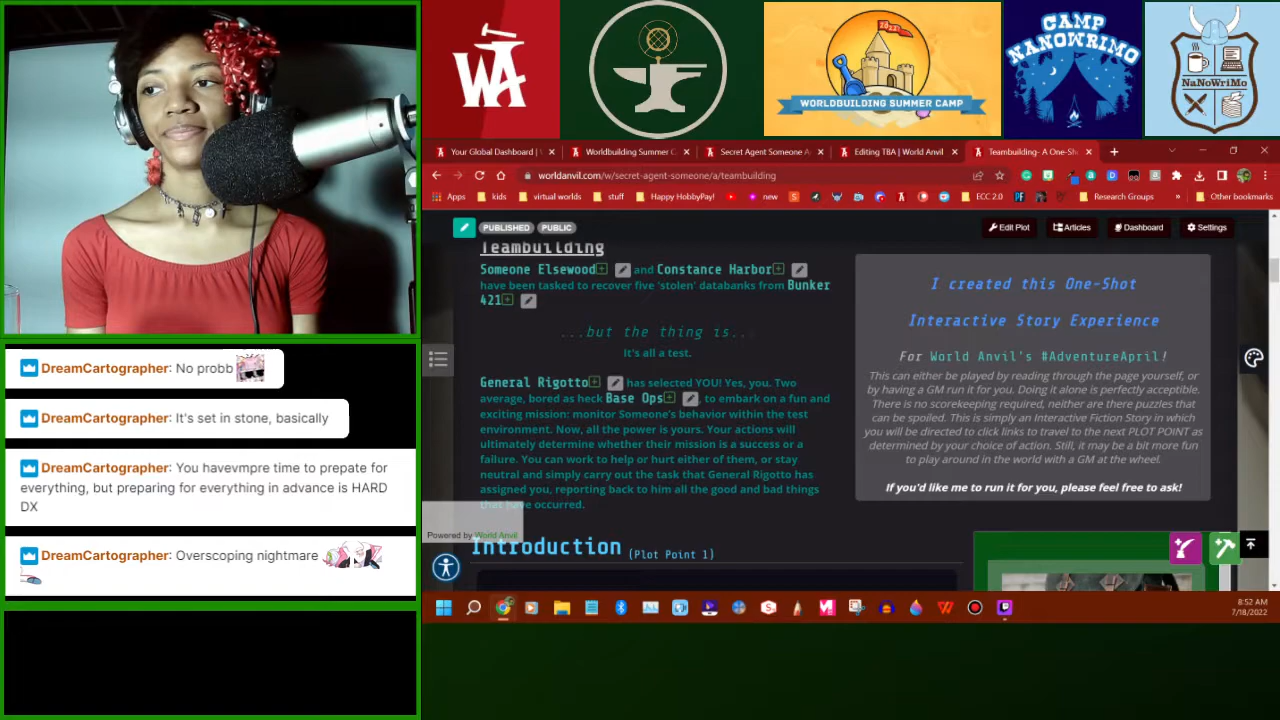 DreamCartographer: No probb
DreamCartographer: It's set in stone, basically
DreamCartographer: You havevmpre time to prepate for
everything, but preparing for everything in advance is HARD
DX
DreamCartographer: Overscoping nightmare
WA
2022
WORLDBUILDING SUMMER CAMP
CAMP
NANOWRIMO
NaNoWriMo
Your Global Dashboard |
Worldbuilding Summer C
Secret Agent Someone A
Editing TBA | World Anvil
Teambuilding- A One-Sh
worldanvil.com/w/secret-agent-someone/a/teambuilding
Apps
kids
virtual worlds
stuff
Happy HobbyPay!
new
ECC 2.0
Research Groups
Other bookmarks
PUBLISHED
PUBLIC
Edit Plot
Articles
Dashboard
Settings
Teambuilding
Someone Elsewood and Constance Harbor
have been tasked to recover five 'stolen' databanks from Bunker
421
...but the thing is..
It's all a test.
General Rigotto has selected YOU! Yes, you. Two
average, bored as heck Base Ops, to embark on a fun and
exciting mission: monitor Someone's behavior within the test
environment. Now, all the power is yours. Your actions will
ultimately determine whether their mission is a success or a
failure. You can work to help or hurt either of them, or stay
neutral and simply carry out the task that General Rigotto has
assigned you, reporting back to him all the good and bad things
that have occurred.
Powered by World Anvil
Introduction (Plot Point 1)
I created this One-Shot
Interactive Story Experience
For World Anvil's #AdventureApril!
This can either be played by reading through the page yourself, or
by having a GM run it for you. Doing it alone is perfectly acceptible.
There is no scorekeeping required, neither are there puzzles that
can be spoiled. This is simply an Interactive Fiction Story in which
you will be directed to click links to travel to the next PLOT POINT as
determined by your choice of action. Still, it may be a bit more fun
to play around in the world with a GM at the wheel.
If you'd like me to run it for you, please feel free to ask!
8:52 AM
7/18/2022